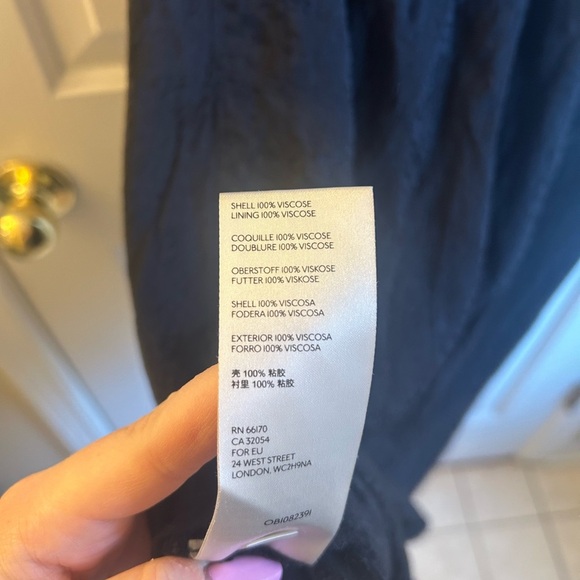 SHELL 100% VISCOSE
LINING 100% VISCOSE
COQUILLE 100% VISCOSE
DOUBLURE 100% VISCOSE
OBERSTOFF 100% VISKOSE
FUTTER 100% VISKOSE
SHELL 100% VISCOSA
FODERA 100% VISCOSA
EXTERIOR 100% VISCOSA
FORRO 100% VISCOSA
壳 100% 粘胶
衬里 100% 粘胶
RN 66170
CA 32054
FOR EU
24 WEST STREET
LONDON, WC2H9NA
OB1082391